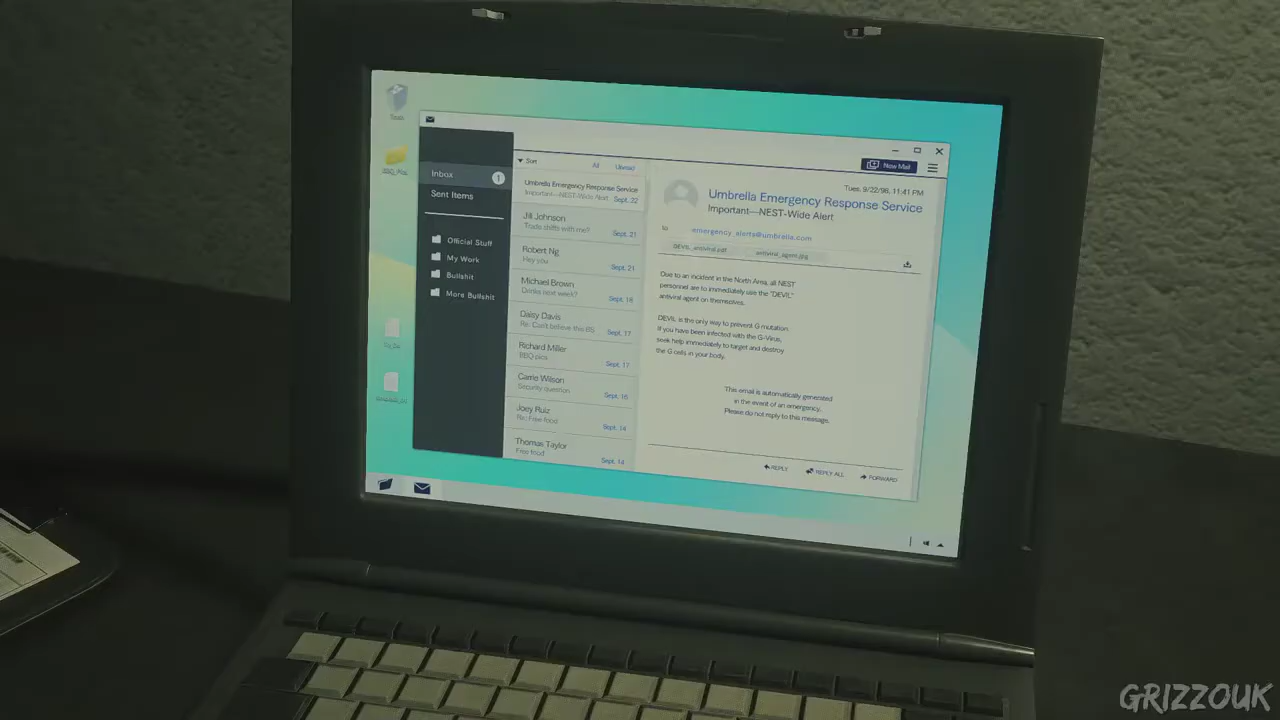 Inbox
1
Sent Items
Official Stuff
My Work
Bullshit
More Bullshit
Sort
All
Unread
Umbrella Emergency Response Service
Important—NEST-Wide Alert
Sept. 22
Jill Johnson
Trade shifts with me!!
Sept. 21
Robert Ng
Hey you
Sept. 21
Michael Brown
Drinks next week?
Sept. 18
Daisy Davis
Re: Can't believe this BS
Sept. 17
Richard Miller
BBQ pics
Sept. 17
Carrie Wilson
Security question
Sept. 16
Joey Ruiz
Re: Free food
Sept. 14
Thomas Taylor
Free food
Sept. 14
New Mail
Tues. 9/22/98, 11:41 PM
Umbrella Emergency Response Service
Important—NEST-Wide Alert
to
emergency_alerts@umbrella.com
DEVIL_antiviral.pdf
antiviral_agent.jpg
Due to an incident in the North Area, all NEST
personnel are to immediately use the "DEVIL"
antiviral agent on themselves.
DEVIL is the only way to prevent G mutation.
If you have been infected with the G-Virus,
seek help immediately to target and destroy
the G cells in your body.
This email is automatically generated
in the event of an emergency.
Please do not reply to this message.
REPLY
REPLY ALL
FORWARD
GRIZZOUK